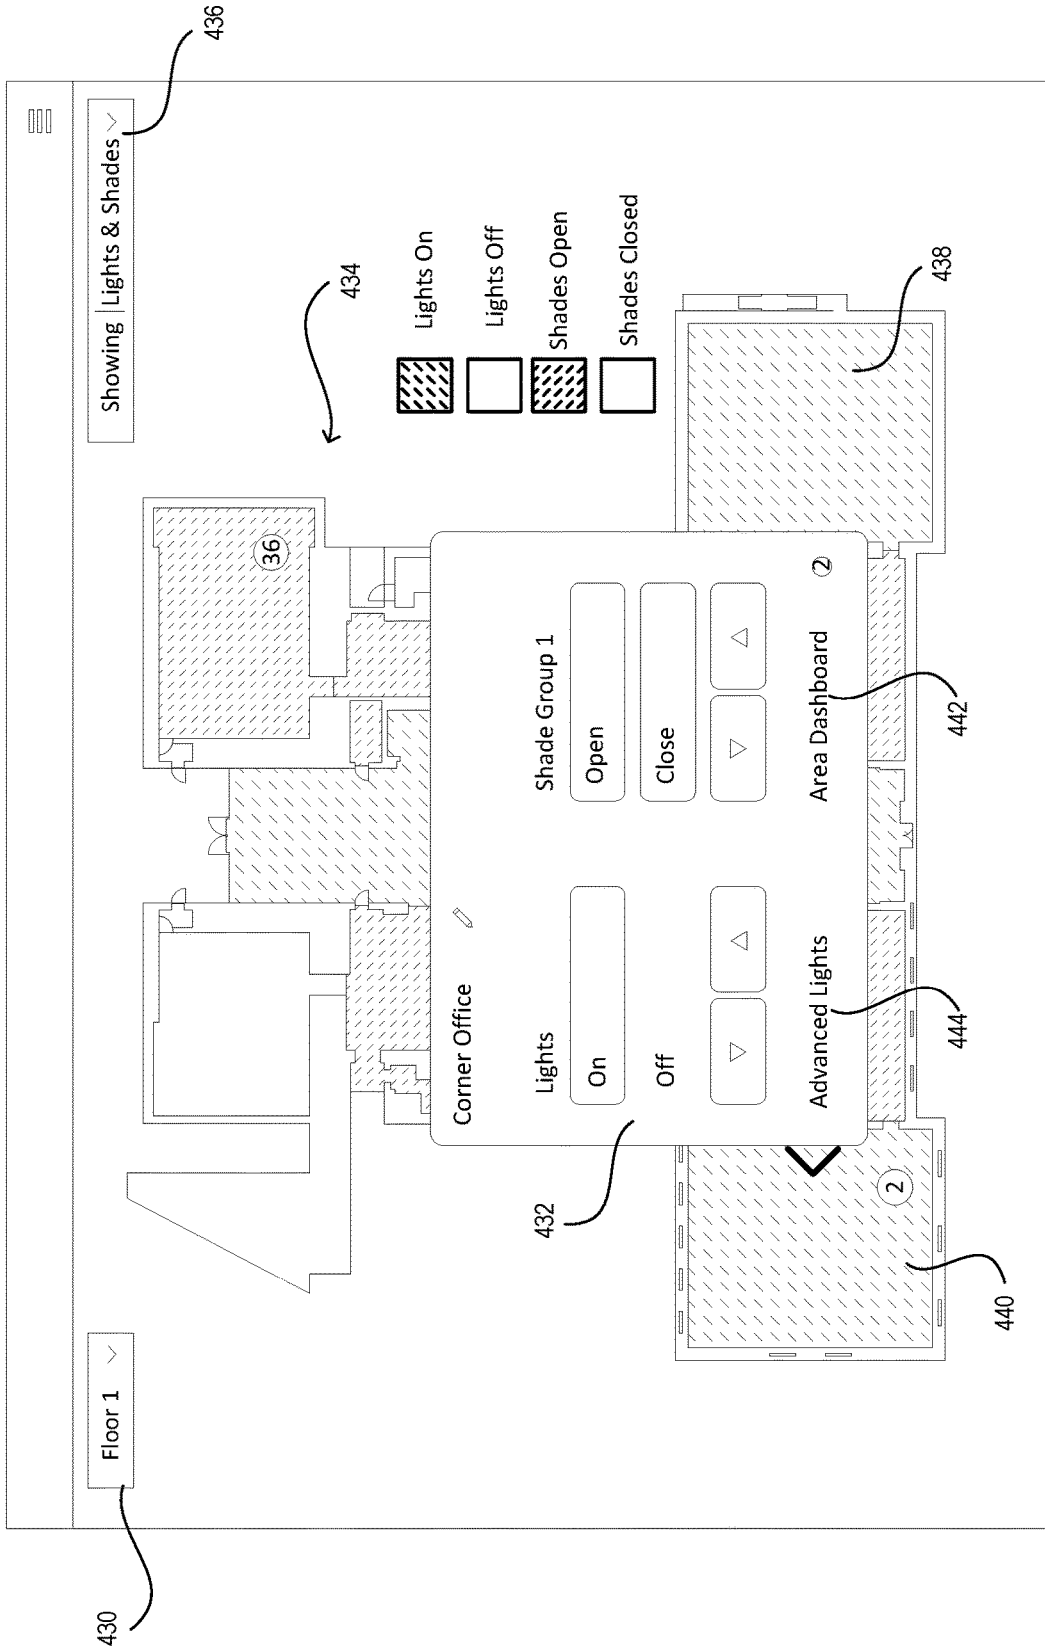 430
Floor 1
Showing | Lights & Shades
436
434
36
Lights On
Lights Off
Shades Open
Shades Closed
Corner Office
Lights
Shade Group 1
On
Open
Off
Close
432
Advanced Lights
Area Dashboard
2
2
438
440
444
442